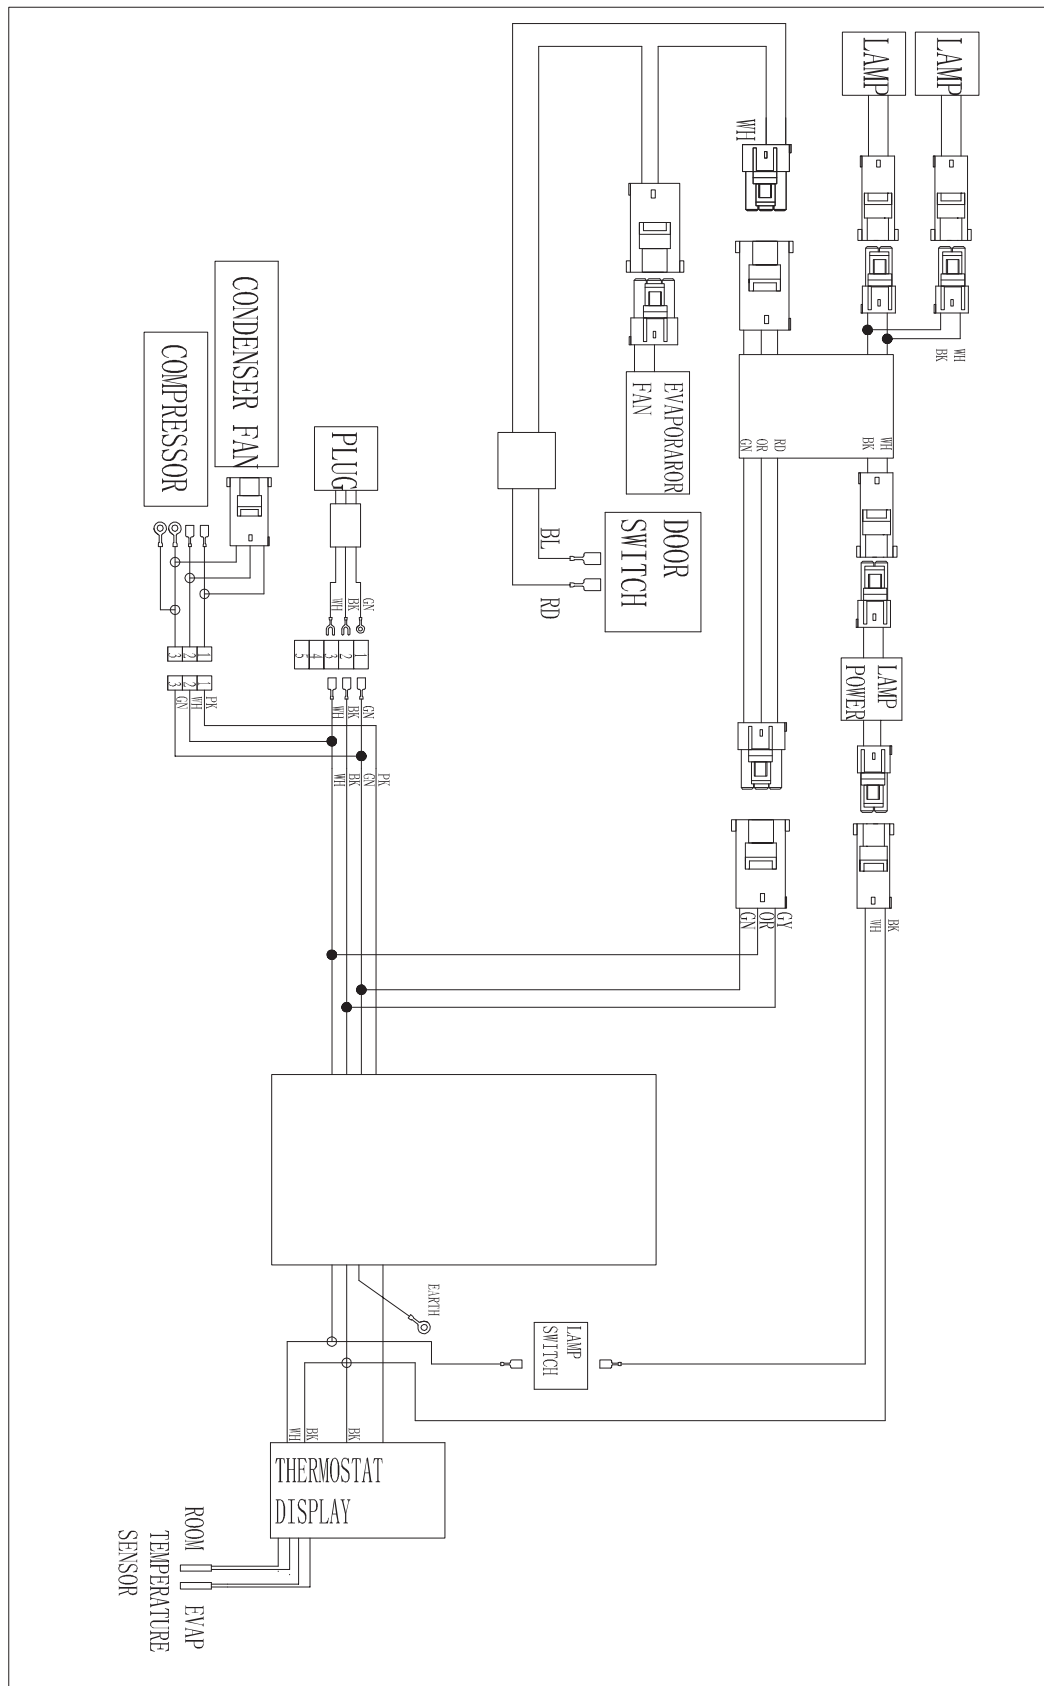 LAMP
LAMP
WH
WH
BK
CONDENSER FAN
COMPRESSOR
PLUG
EVAPORAROR
FAN
GN
OR
RD
BK
WH
DOOR
SWITCH
BL
RD
WH
BK
GN
5
4
3
2
1
3
2
1
3
2
1
GN
WH
PK
WH
BK
GN
WH
BK
GN
PK
LAMP
POWER
GN
OR
GY
WH
BK
EARTH
LAMP
SWITCH
WH
BK
BK
THERMOSTAT
DISPLAY
ROOM
EVAP
TEMPERATURE
SENSOR